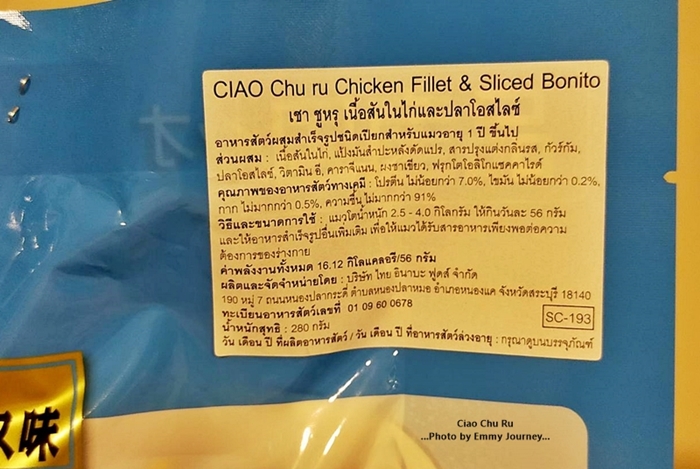 CIAO Chu ru Chicken Fillet & Sliced Bonito
เชา ชูหรุ เนื้อสันในไก่และปลาโอสไลซ์
อาหารสัตว์ผสมสำเร็จรูปชนิดเปียกสำหรับแมวอายุ 1 ปี ขึ้นไป
ส่วนผสม : เนื้อสันในไก่, แป้งมันสำปะหลังดัดแปร, สารปรุงแต่งกลิ่นรส, กัวร์กัม,
ปลาโอสไลซ์, วิตามิน อี, คาราจีแนน, ผงชาเขียว, ฟรุกโตโอลิโกแซคคาไรด์
คุณภาพของอาหารสัตว์ทางเคมี : โปรตีน ไม่น้อยกว่า 7.0%, ไขมัน ไม่น้อยกว่า 0.2%,
กาก ไม่มากกว่า 0.5%, ความชื้น ไม่มากกว่า 91%
วิธีและขนาดการใช้ : แมวโตน้ำหนัก 2.5 - 4.0 กิโลกรัม ให้กินวันละ 56 กรัม
และให้อาหารสำเร็จรูปอื่นเพิ่มเติม เพื่อให้แมวได้รับสารอาหารเพียงพอต่อความ
ต้องการของร่างกาย
ค่าพลังงานทั้งหมด 16.12 กิโลแคลอรี่/56 กรัม
ผลิตและจัดจำหน่ายโดย : บริษัท ไทย อินาบะ ฟูดส์ จำกัด
190 หมู่ 7 ถนนหนองปลากระดี่ ตำบลหนองปลาหมอ อำเภอหนองแค จังหวัดสระบุรี 18140
ทะเบียนอาหารสัตว์เลขที่ 01 09 60 0678
SC-193
น้ำหนักสุทธิ : 280 กรัม
วัน เดือน ปี ที่ผลิตอาหารสัตว์ / วัน เดือน ปี ที่อาหารสัตว์ล่วงอายุ : กรุณาดูบนบรรจุภัณฑ์
味
Ciao Chu Ru
...Photo by Emmy Journey...